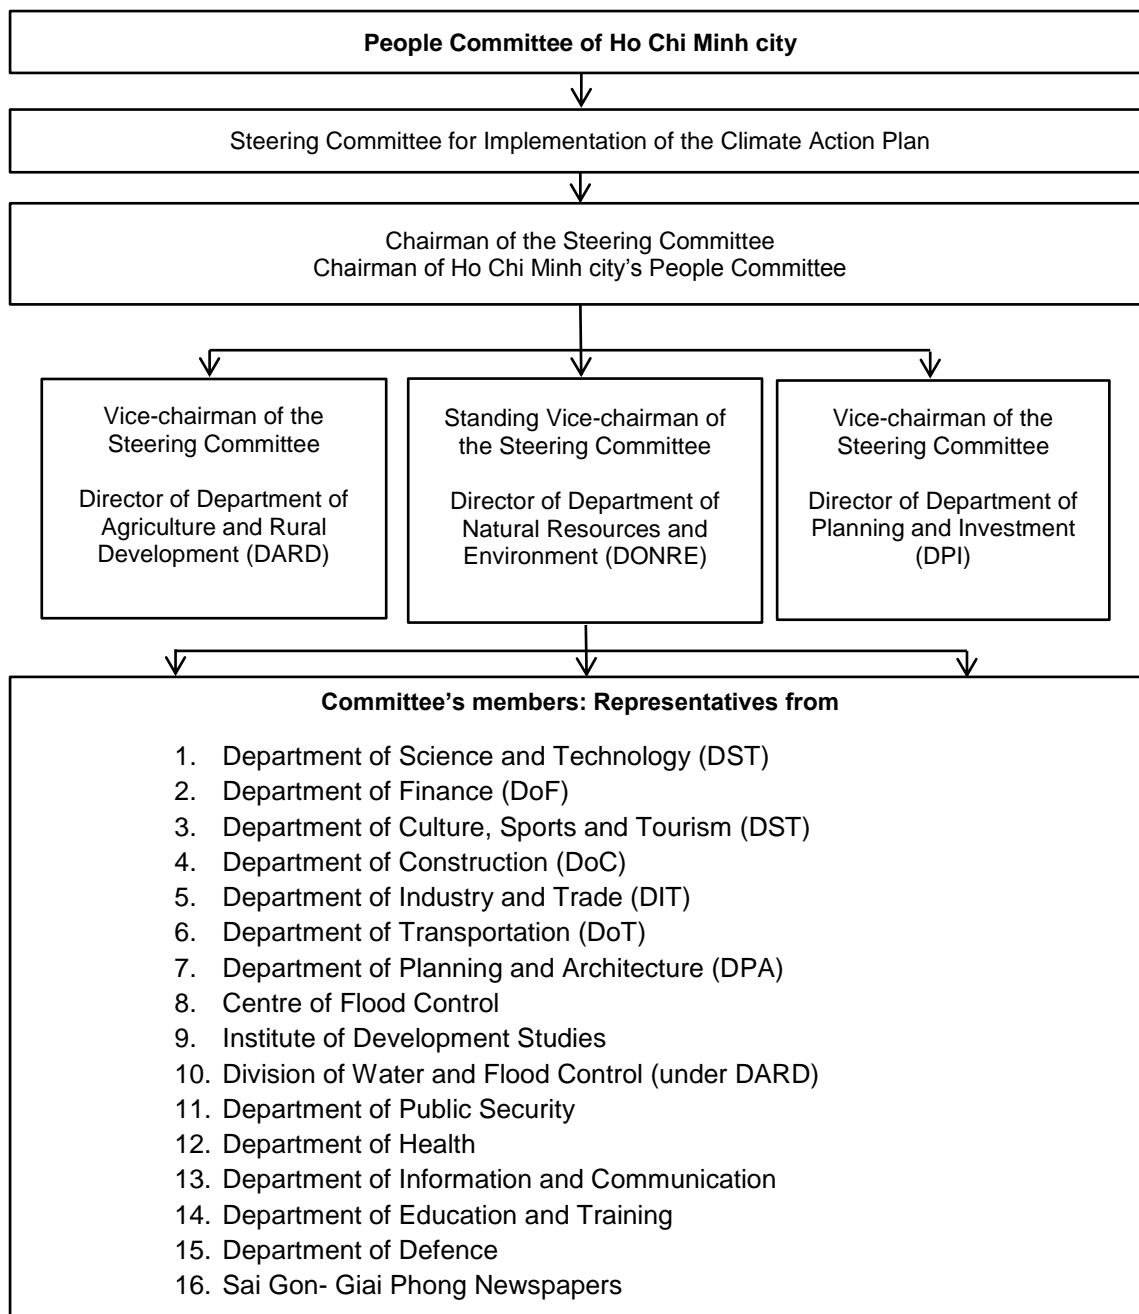 People Committee of Ho Chi Minh city
Steering Committee for Implementation of the Climate Action Plan
Chairman of the Steering Committee
Chairman of Ho Chi Minh city’s People Committee
Vice-chairman of the
Steering Committee
Director of Department of
Agriculture and Rural
Development (DARD)
Standing Vice-chairman of
the Steering Committee
Director of Department of
Natural Resources and
Environment (DONRE)
Vice-chairman of the
Steering Committee
Director of Department of
Planning and Investment
(DPI)
Committee’s members: Representatives from
1. Department of Science and Technology (DST)
2. Department of Finance (DoF)
3. Department of Culture, Sports and Tourism (DST)
4. Department of Construction (DoC)
5. Department of Industry and Trade (DIT)
6. Department of Transportation (DoT)
7. Department of Planning and Architecture (DPA)
8. Centre of Flood Control
9. Institute of Development Studies
10. Division of Water and Flood Control (under DARD)
11. Department of Public Security
12. Department of Health
13. Department of Information and Communication
14. Department of Education and Training
15. Department of Defence
16. Sai Gon- Giai Phong Newspapers